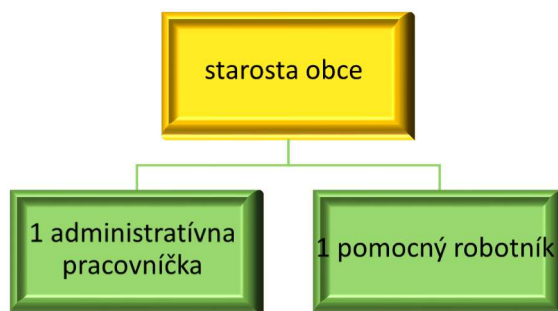 starosta obce
1 administratívna
pracovníčka
1 pomocný robotník